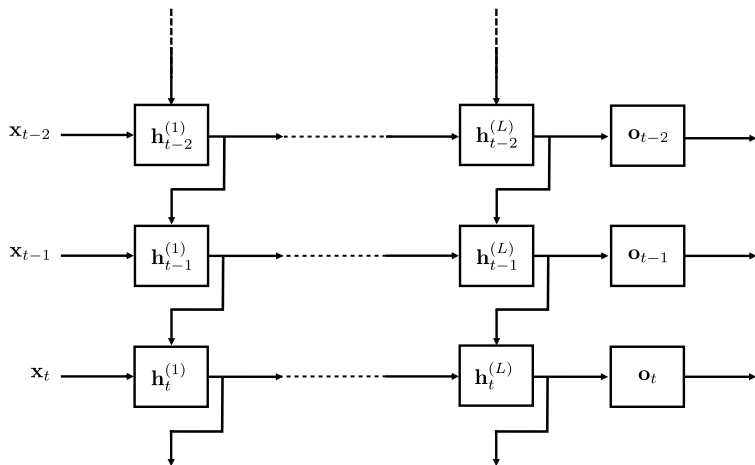 x_{t−2} h_{t−2}^{(1)} h_{t−2}^{(L)} o_{t−2}
x_{t−1} h_{t−1}^{(1)} h_{t−1}^{(L)} o_{t−1}
x_t h_t^{(1)} h_t^{(L)} o_t